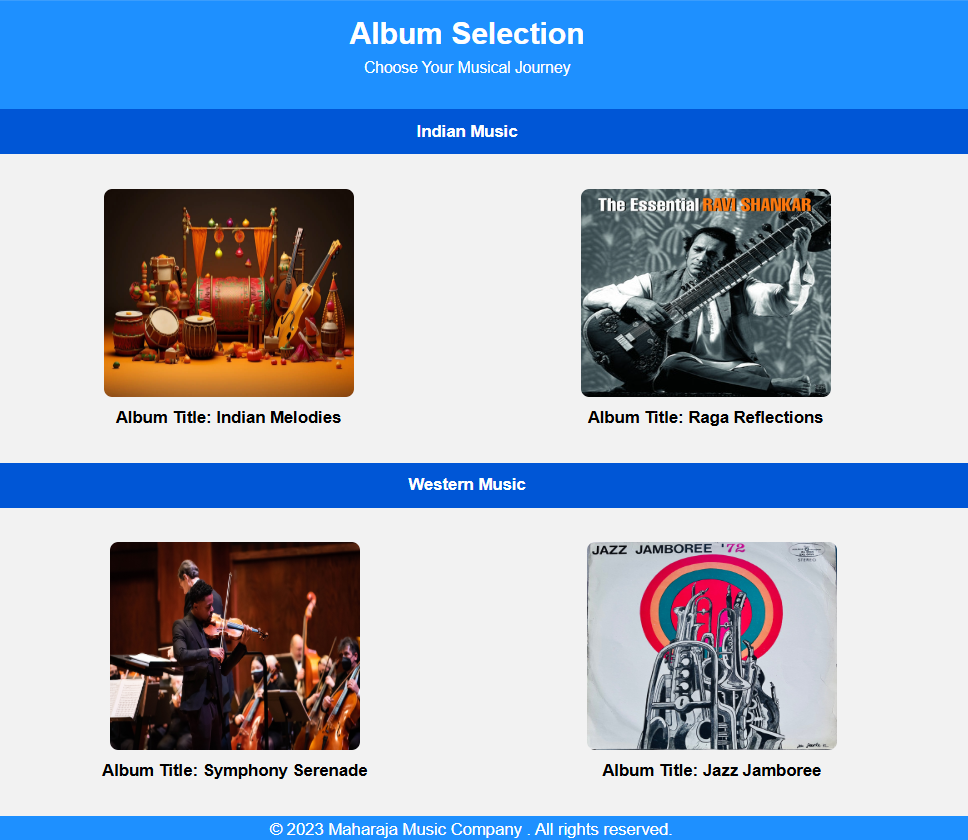 Album Selection
Choose Your Musical Journey
Indian Music
The Essential RAVI SHANKAR
Album Title: Indian Melodies
Album Title: Raga Reflections
Western Music
JAZZ JAMBOREE '72
Album Title: Symphony Serenade
Album Title: Jazz Jamboree
© 2023 Maharaja Music Company . All rights reserved.